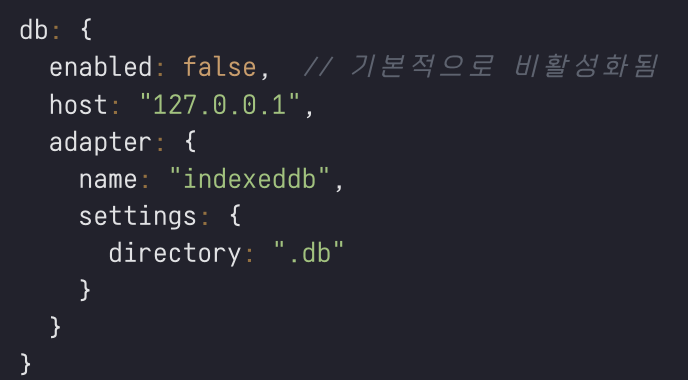 db: {
  enabled: false,  // 기본적으로 비활성화됨
  host: "127.0.0.1",
  adapter: {
    name: "indexeddb",
    settings: {
      directory: ".db"
    }
  }
}